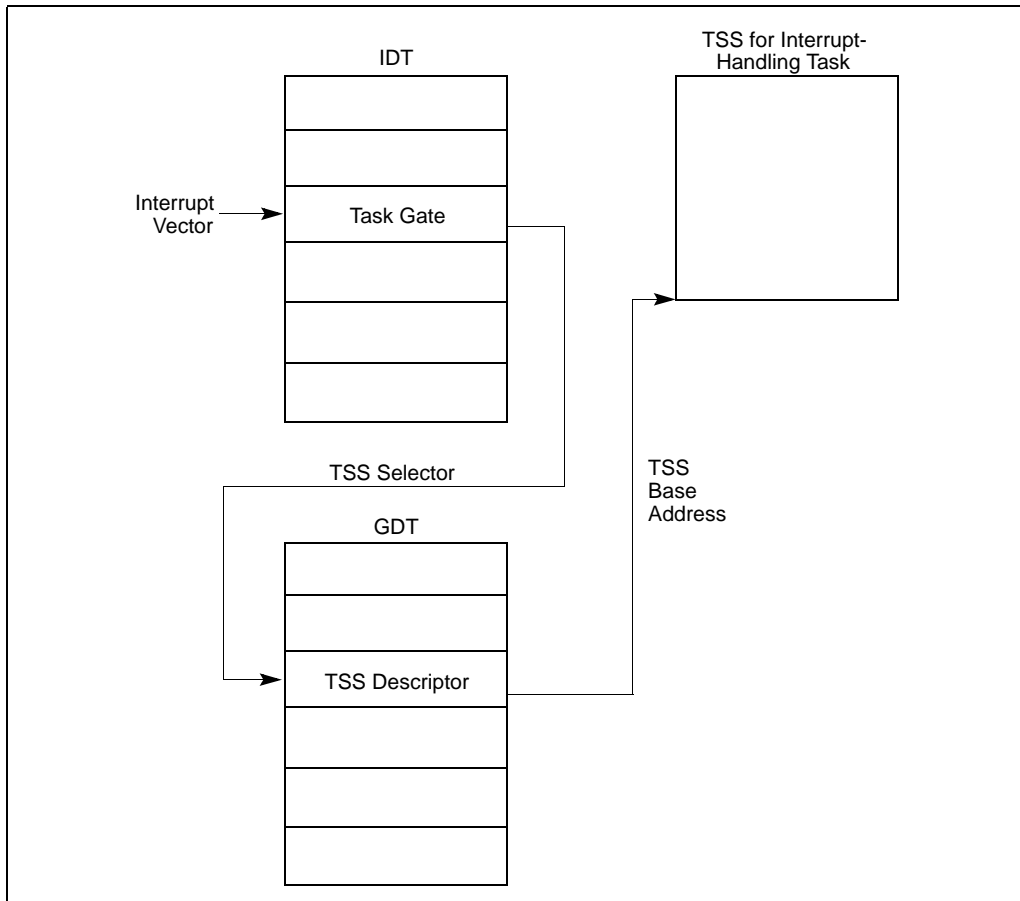 TSS for Interrupt-
Handling Task
IDT
Interrupt
Vector
Task Gate
TSS Selector
TSS
Base
Address
GDT
TSS Descriptor